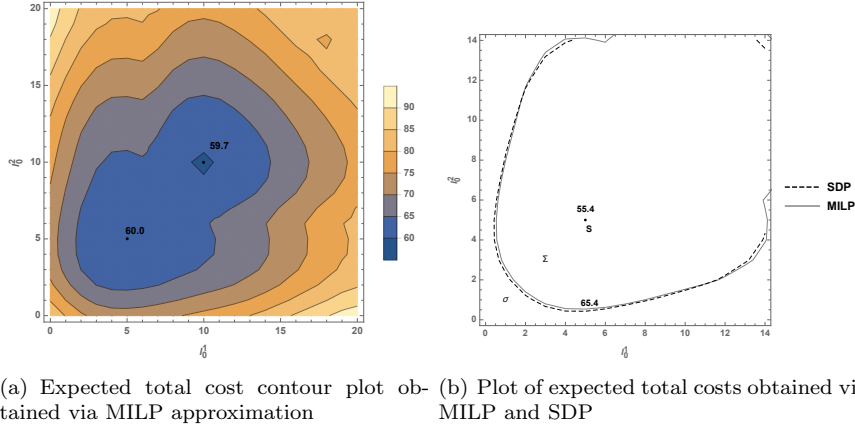 20
15
10
5
0
0 5 10 15 20
59.7
60.0
90
85
80
75
70
65
60
14
12
10
8
6
4
2
0
0 2 4 6 8 10 12 14
55.4
S
Σ
σ
65.4
SDP
MILP
(a) Expected total cost contour plot ob-
tained via MILP approximation
(b) Plot of expected total costs obtained vi
MILP and SDP